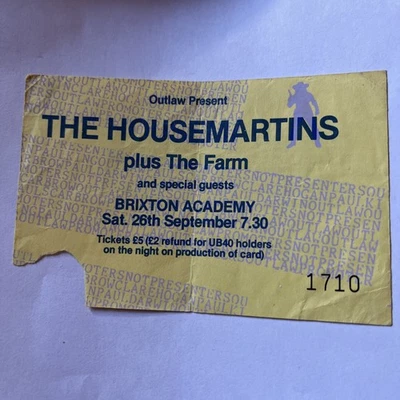 Outlaw Present
THE HOUSEMARTINS
plus The Farm
and special guests
BRIXTON ACADEMY
Sat. 26th September 7.30
Tickets £5 (£2 refund for UB40 holders
on the night on production of card)
1710